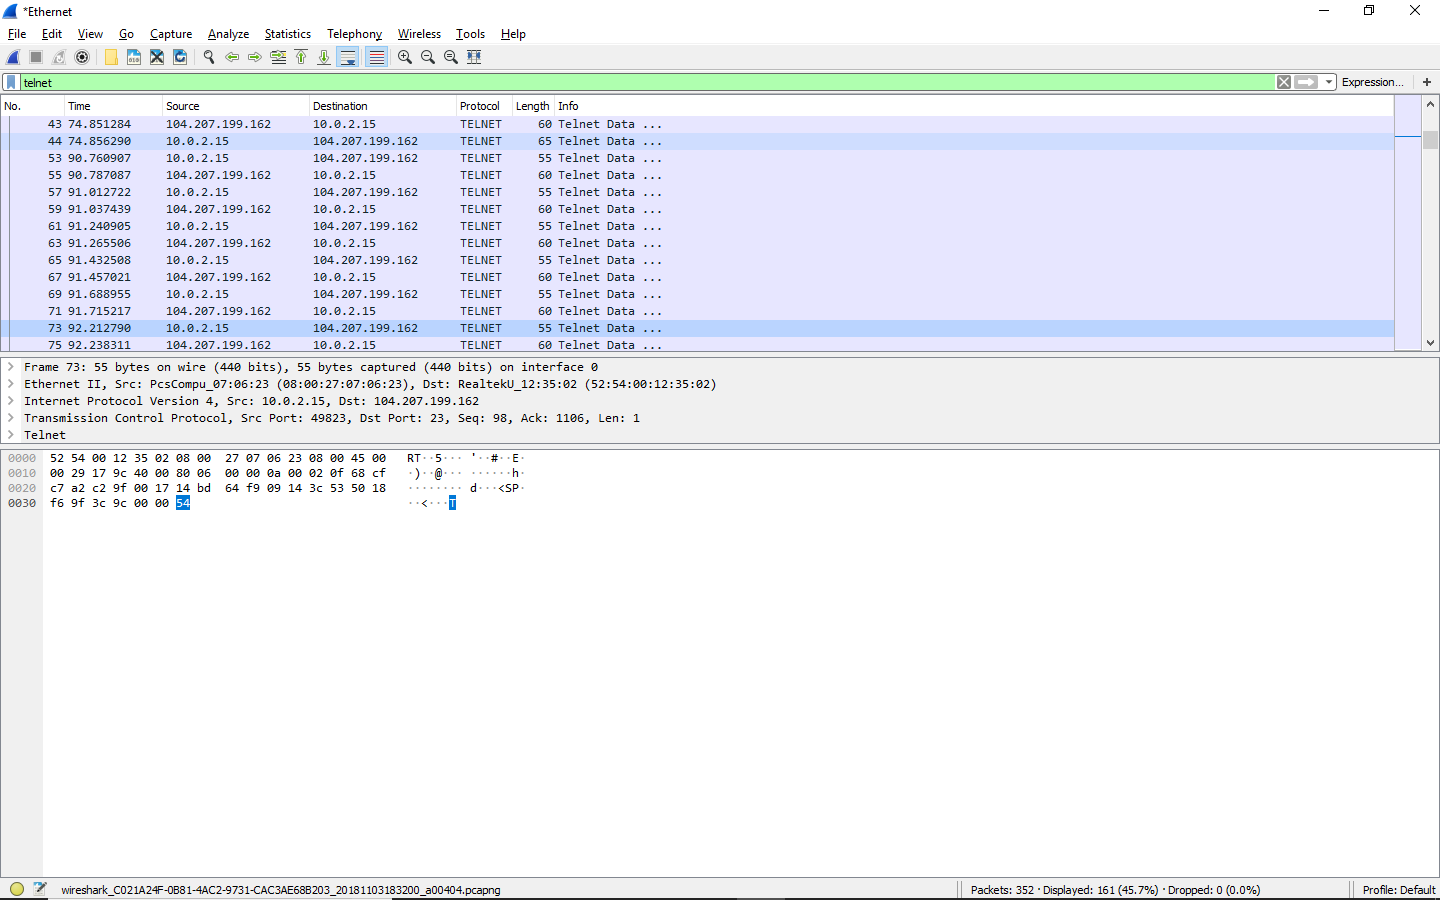 *Ethernet
File Edit View Go Capture Analyze Statistics Telephony Wireless Tools Help
telnet Expression... +
No. Time Source Destination Protocol Length Info
43 74.851284 104.207.199.162 10.0.2.15 TELNET 60 Telnet Data ...
44 74.856290 10.0.2.15 104.207.199.162 TELNET 65 Telnet Data ...
53 90.760907 10.0.2.15 104.207.199.162 TELNET 55 Telnet Data ...
55 90.787087 104.207.199.162 10.0.2.15 TELNET 60 Telnet Data ...
57 91.012722 10.0.2.15 104.207.199.162 TELNET 55 Telnet Data ...
59 91.037439 104.207.199.162 10.0.2.15 TELNET 60 Telnet Data ...
61 91.240905 10.0.2.15 104.207.199.162 TELNET 55 Telnet Data ...
63 91.265506 104.207.199.162 10.0.2.15 TELNET 60 Telnet Data ...
65 91.432508 10.0.2.15 104.207.199.162 TELNET 55 Telnet Data ...
67 91.457021 104.207.199.162 10.0.2.15 TELNET 60 Telnet Data ...
69 91.688955 10.0.2.15 104.207.199.162 TELNET 55 Telnet Data ...
71 91.715217 104.207.199.162 10.0.2.15 TELNET 60 Telnet Data ...
73 92.212790 10.0.2.15 104.207.199.162 TELNET 55 Telnet Data ...
75 92.238311 104.207.199.162 10.0.2.15 TELNET 60 Telnet Data ...
Frame 73: 55 bytes on wire (440 bits), 55 bytes captured (440 bits) on interface 0
Ethernet II, Src: PcsCompu_07:06:23 (08:00:27:07:06:23), Dst: RealtekU_12:35:02 (52:54:00:12:35:02)
Internet Protocol Version 4, Src: 10.0.2.15, Dst: 104.207.199.162
Transmission Control Protocol, Src Port: 49823, Dst Port: 23, Seq: 98, Ack: 1106, Len: 1
Telnet
0000 52 54 00 12 35 02 08 00 27 07 06 23 08 00 45 00 RT··5··· '··#··E·
0010 00 29 17 9c 40 00 80 06 00 00 0a 00 02 0f 68 cf ·)··@··· ······h·
0020 c7 a2 c2 9f 00 17 14 bd 64 f9 09 14 3c 53 50 18 ········ d···<SP·
0030 f6 9f 3c 9c 00 00 54 ··<···T
wireshark_C021A24F-0B81-4AC2-9731-CAC3AE68B203_20181103183200_a00404.pcapng Packets: 352 · Displayed: 161 (45.7%) · Dropped: 0 (0.0%) Profile: Default